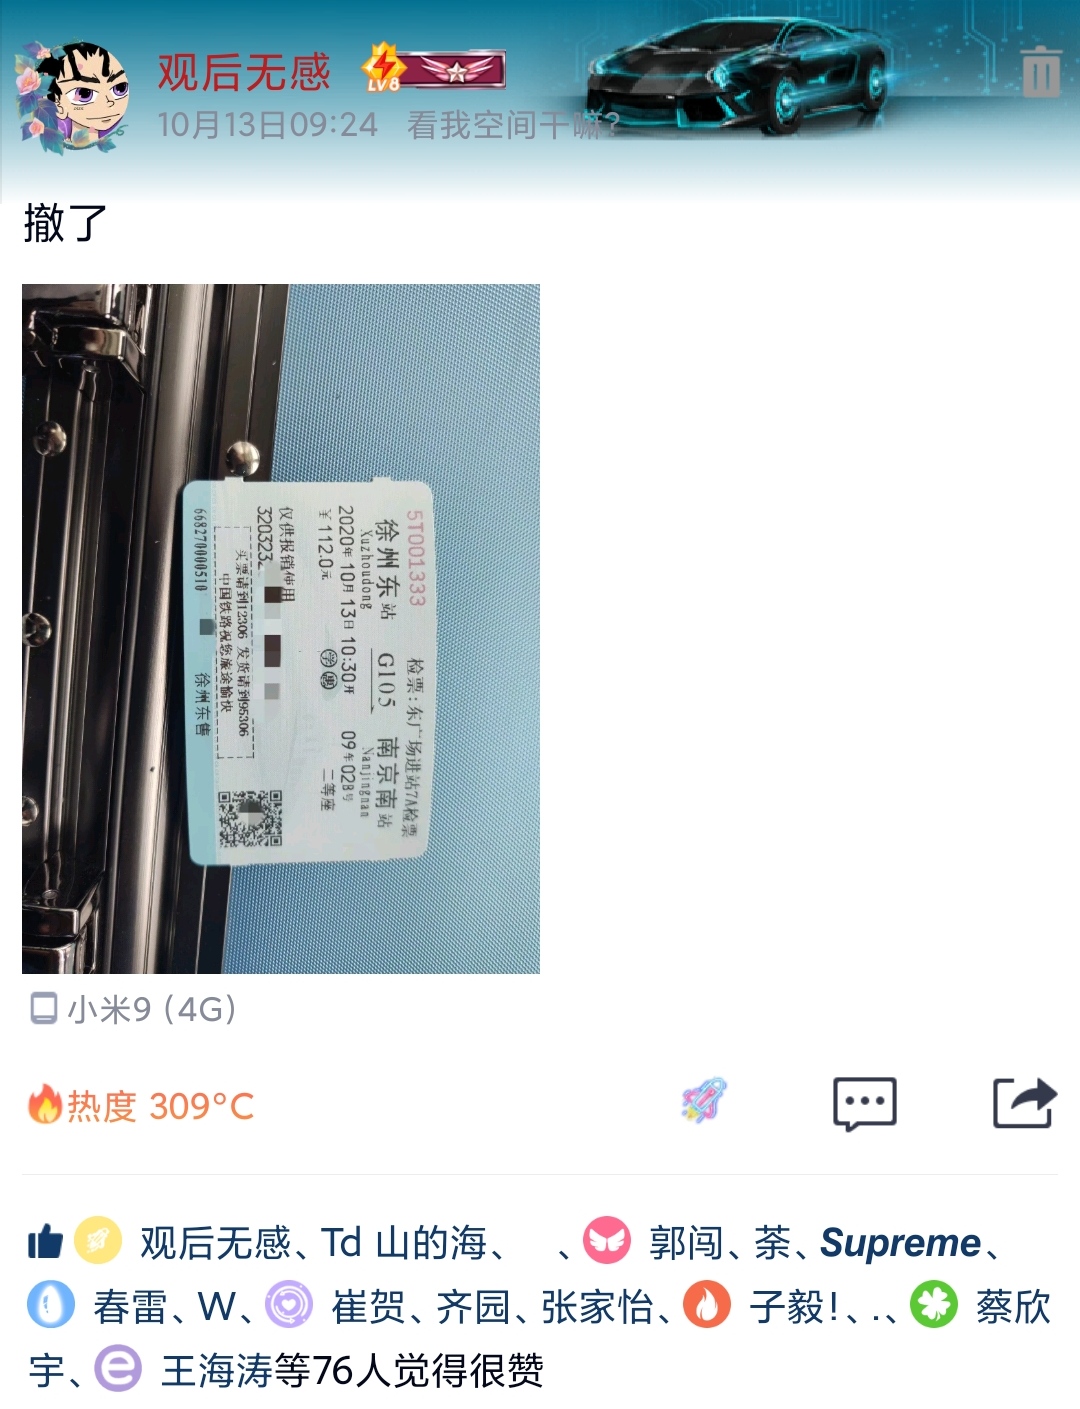 观后无感
LV8
10月13日09:24 看我空间干嘛?
撤了
5T001333 检票:东广场进站7A检票
徐州东站 G105 南京南站
Xuzhoudong Nanjingnan
2020年10月13日10:30开 09车02B号
¥112.0元 学 惠 二等座
仅供报销使用
320323
买票请到12306 发货请到95306
中国铁路祝您旅途愉快
668270000510 徐州东售
小米9 (4G)
热度 309°C
观后无感、Td 山的海、 、 郭闯、荼、Supreme、
春雷、W、 崔贺、齐园、张家怡、 子毅!、.、 蔡欣
宇、 王海涛等76人觉得很赞